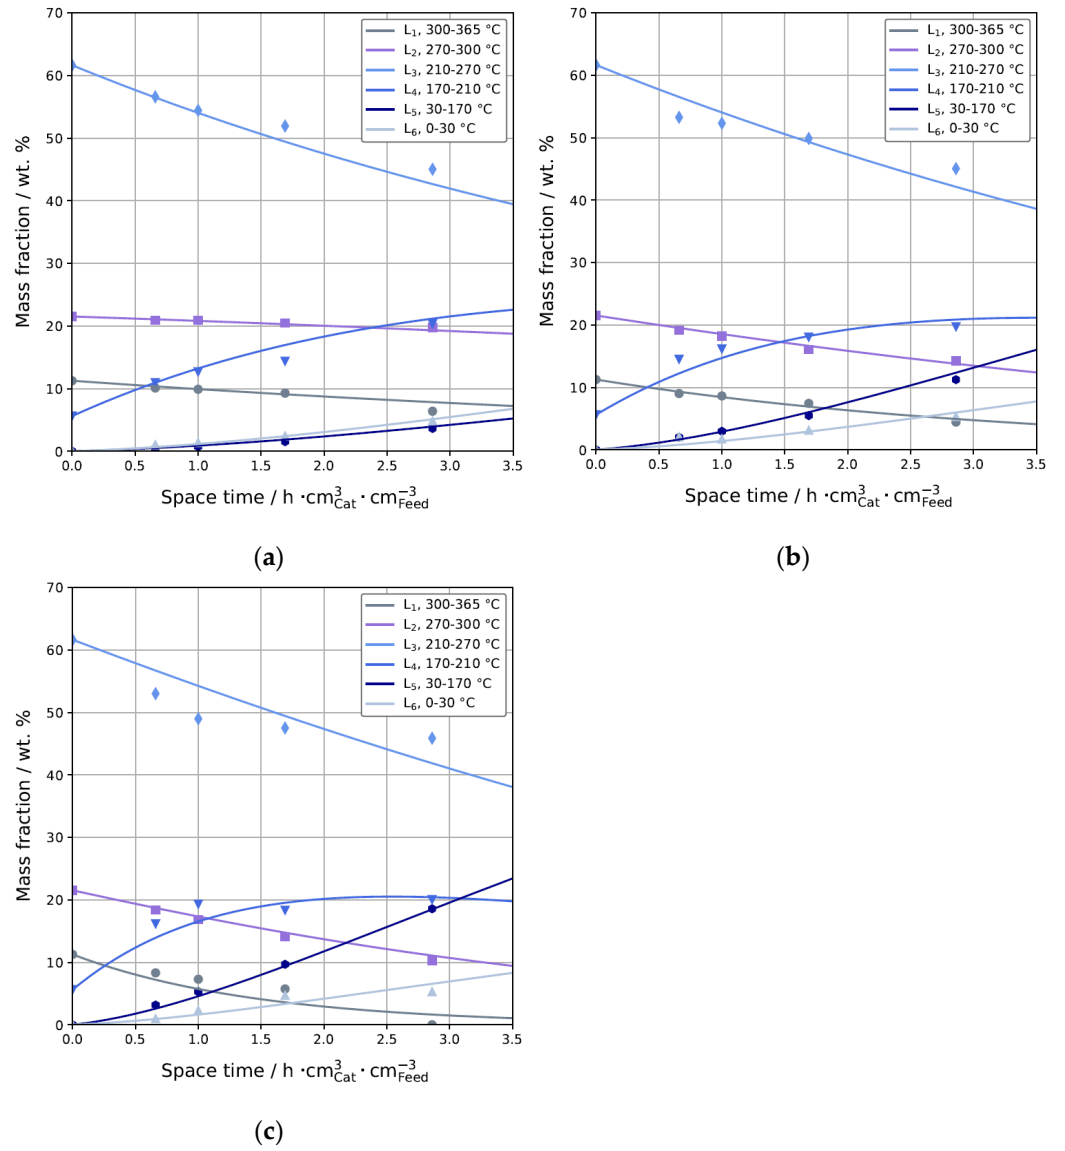 70
60
50
40
30
20
10
0
Mass fraction / wt. %
L₁, 300-365 °C
L₂, 270-300 °C
L₃, 210-270 °C
L₄, 170-210 °C
L₅, 30-170 °C
L₆, 0-30 °C
0.0 0.5 1.0 1.5 2.0 2.5 3.0 3.5
Space time / h ·cm³Cat · cm⁻³Feed
(a)
70
60
50
40
30
20
10
0
Mass fraction / wt. %
L₁, 300-365 °C
L₂, 270-300 °C
L₃, 210-270 °C
L₄, 170-210 °C
L₅, 30-170 °C
L₆, 0-30 °C
0.0 0.5 1.0 1.5 2.0 2.5 3.0 3.5
Space time / h ·cm³Cat · cm⁻³Feed
(b)
70
60
50
40
30
20
10
0
Mass fraction / wt. %
L₁, 300-365 °C
L₂, 270-300 °C
L₃, 210-270 °C
L₄, 170-210 °C
L₅, 30-170 °C
L₆, 0-30 °C
0.0 0.5 1.0 1.5 2.0 2.5 3.0 3.5
Space time / h ·cm³Cat · cm⁻³Feed
(c)